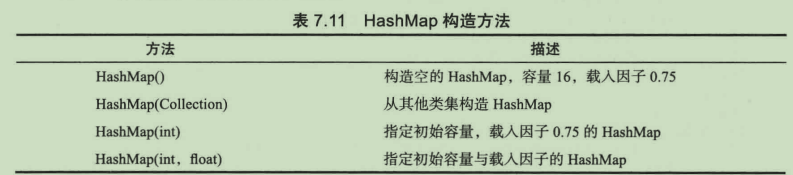 表 7.11 HashMap 构造方法
方法 描述
HashMap() 构造空的 HashMap，容量 16，载入因子 0.75
HashMap(Collection) 从其他类集构造 HashMap
HashMap(int) 指定初始容量，载入因子 0.75 的 HashMap
HashMap(int，float) 指定初始容量与载入因子的 HashMap